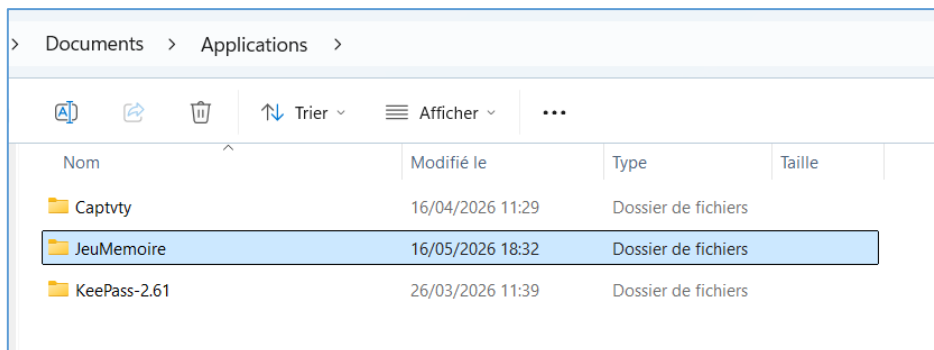 > Documents > Applications >
Trier Afficher ...
Nom Modifié le Type Taille
Captvty 16/04/2026 11:29 Dossier de fichiers
JeuMemoire 16/05/2026 18:32 Dossier de fichiers
KeePass-2.61 26/03/2026 11:39 Dossier de fichiers